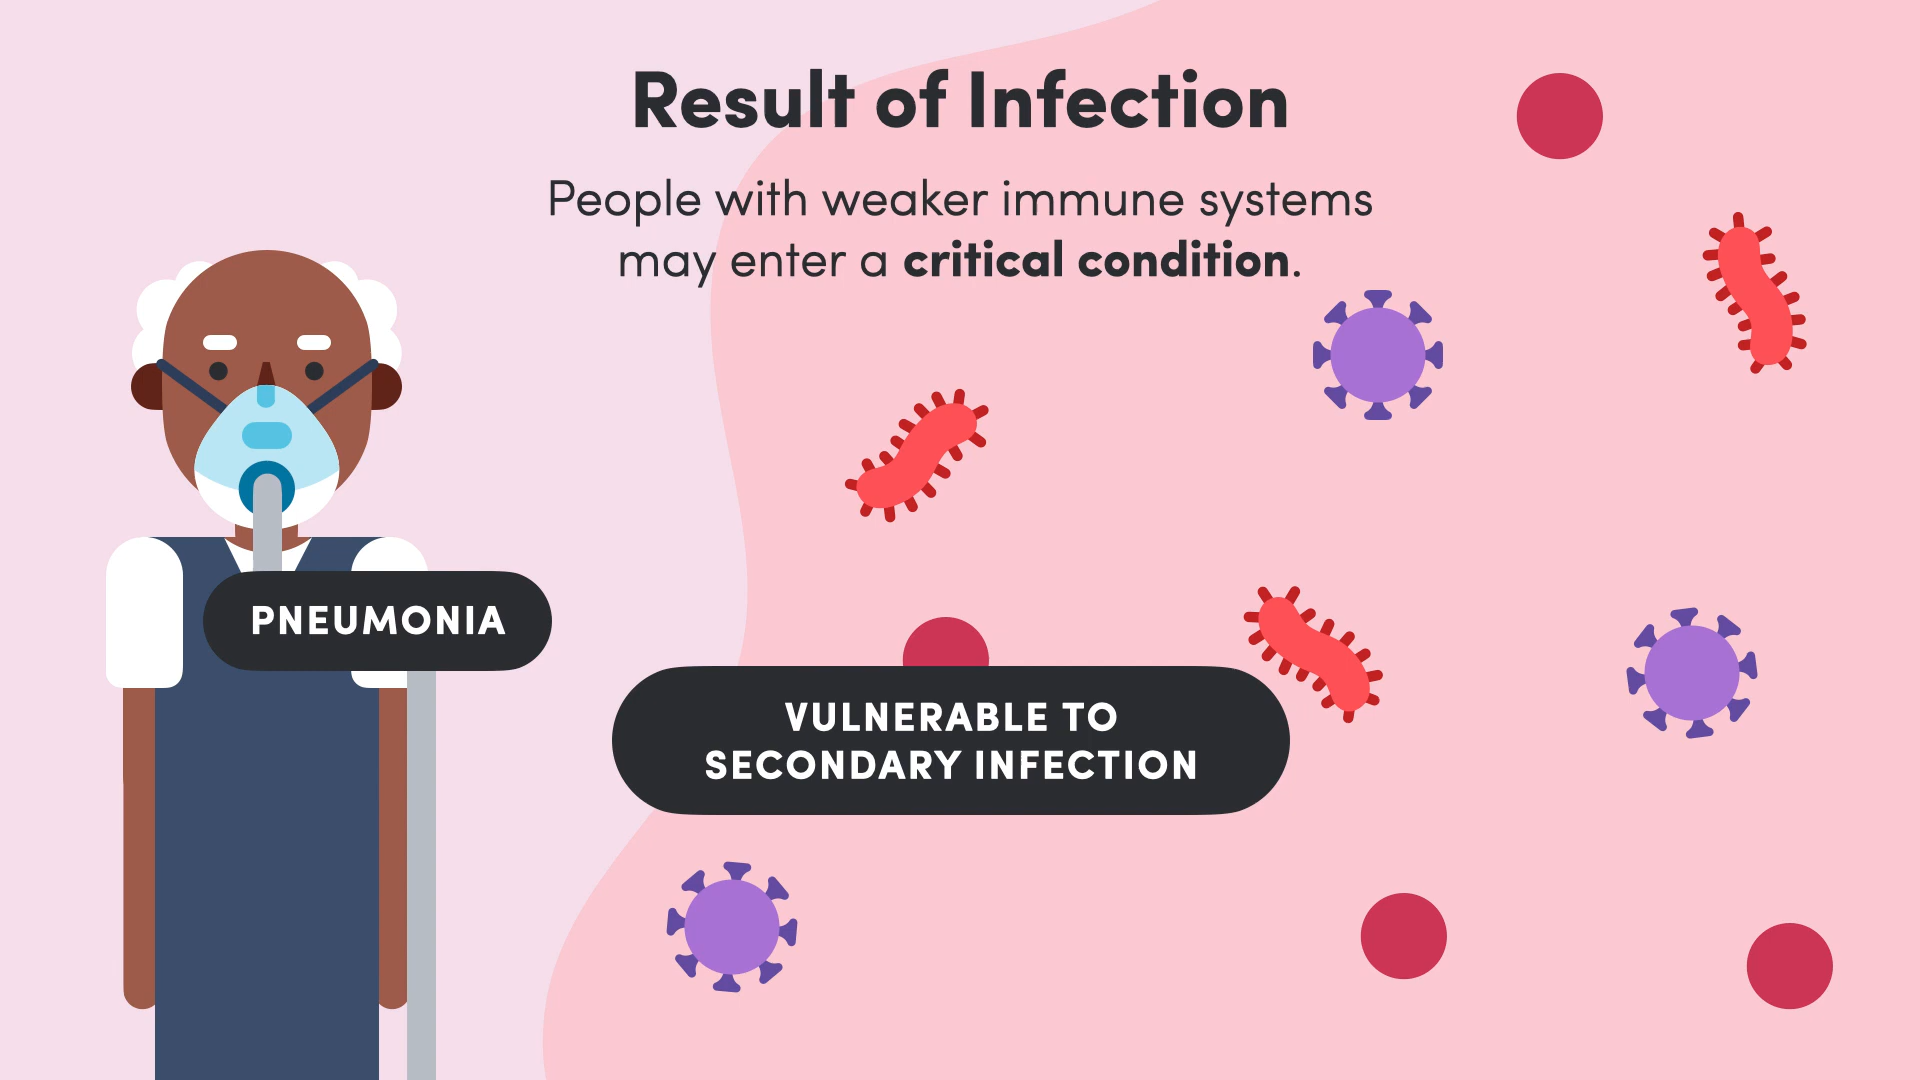 Result of Infection
People with weaker immune systems
may enter a critical condition.
PNEUMONIA
VULNERABLE TO
SECONDARY INFECTION